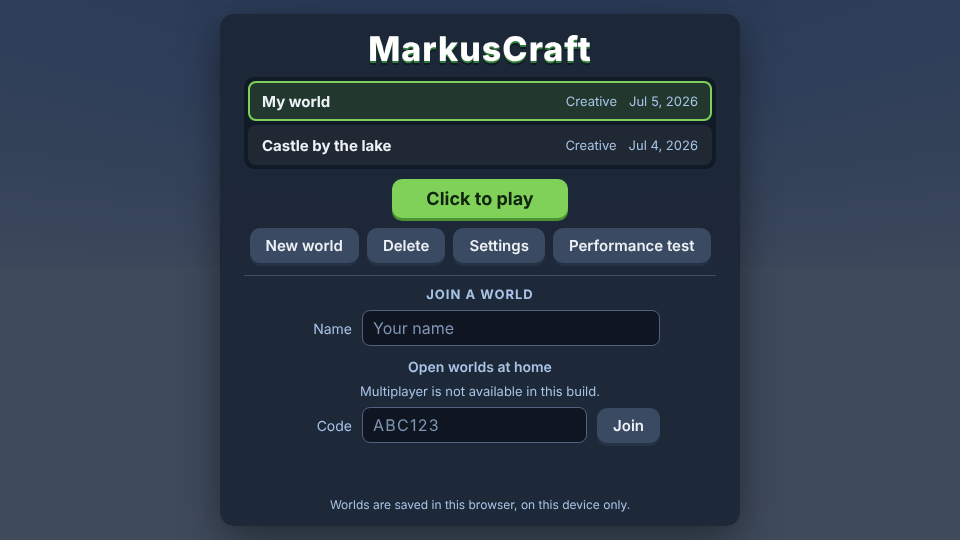 MarkusCraft
My world Creative Jul 5, 2026
Castle by the lake Creative Jul 4, 2026
Click to play
New world Delete Settings Performance test
JOIN A WORLD
Name Your name
Open worlds at home
Multiplayer is not available in this build.
Code ABC123 Join
Worlds are saved in this browser, on this device only.